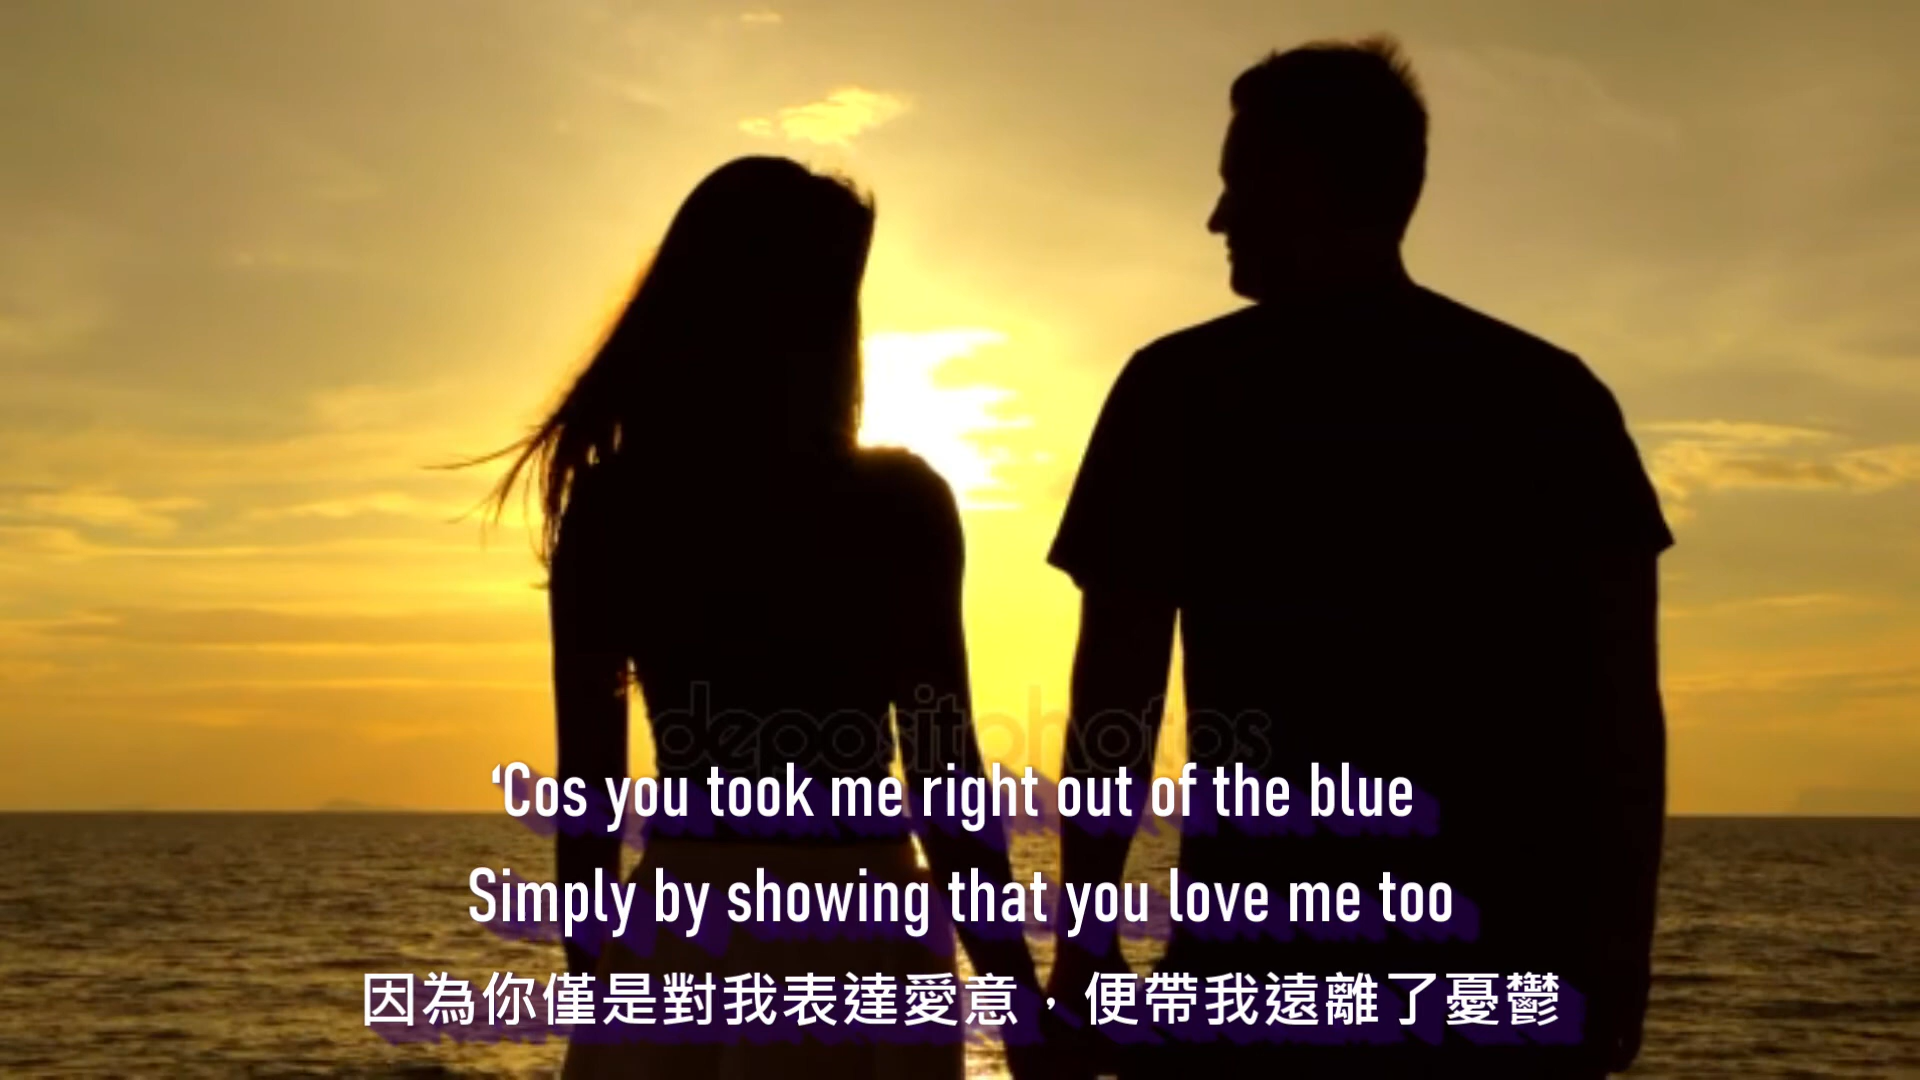 depositphotos
‘Cos you took me right out of the blue
Simply by showing that you love me too
因為你僅是對我表達愛意，便帶我遠離了憂鬱